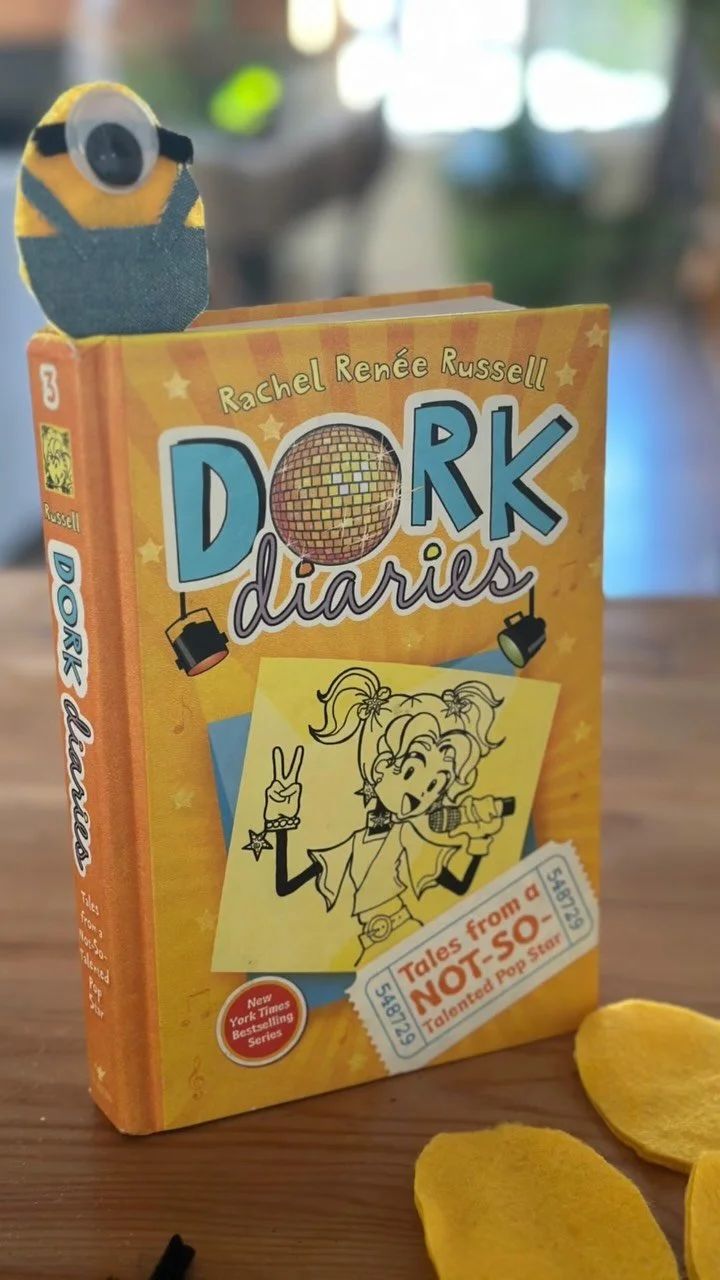 Rachel Renée Russell
DORK
diaries
548729
Tales from a
NOT-SO-
Talented Pop Star
548729
New
York Times
Bestselling
Series
3
Russell
DORK diaries
Tales
from a
Not-So-
Talented
Pop
Star